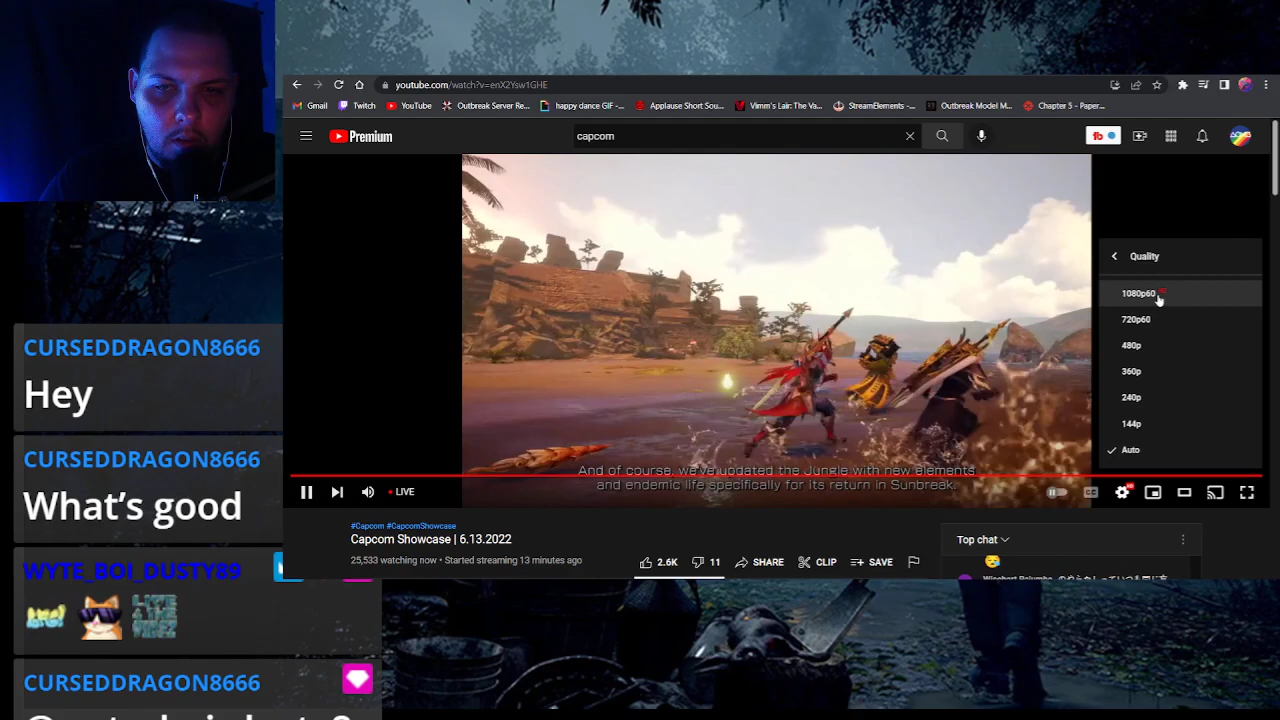 youtube.com/watch?v=enX2Ysw1GHE
Gmail
Twitch
YouTube
Outbreak Server Re...
happy dance GIF -...
Applause Short Sou...
Vimm's Lair: The Va...
StreamElements -...
Outbreak Model M...
Chapter 5 - Paper...
Premium
capcom
fb
Quality
1080p60 HD
720p60
480p
360p
240p
144p
Auto
And of course, we've updated the Jungle with new elements
and endemic life specifically for its return in Sunbreak.
LIVE
#Capcom #CapcomShowcase
Capcom Showcase | 6.13.2022
25,533 watching now • Started streaming 13 minutes ago
2.6K
11
SHARE
CLIP
SAVE
Top chat
CURSEDDRAGON8666
Hey
CURSEDDRAGON8666
What's good
WYTE_BOI_DUSTY89
CURSEDDRAGON8666